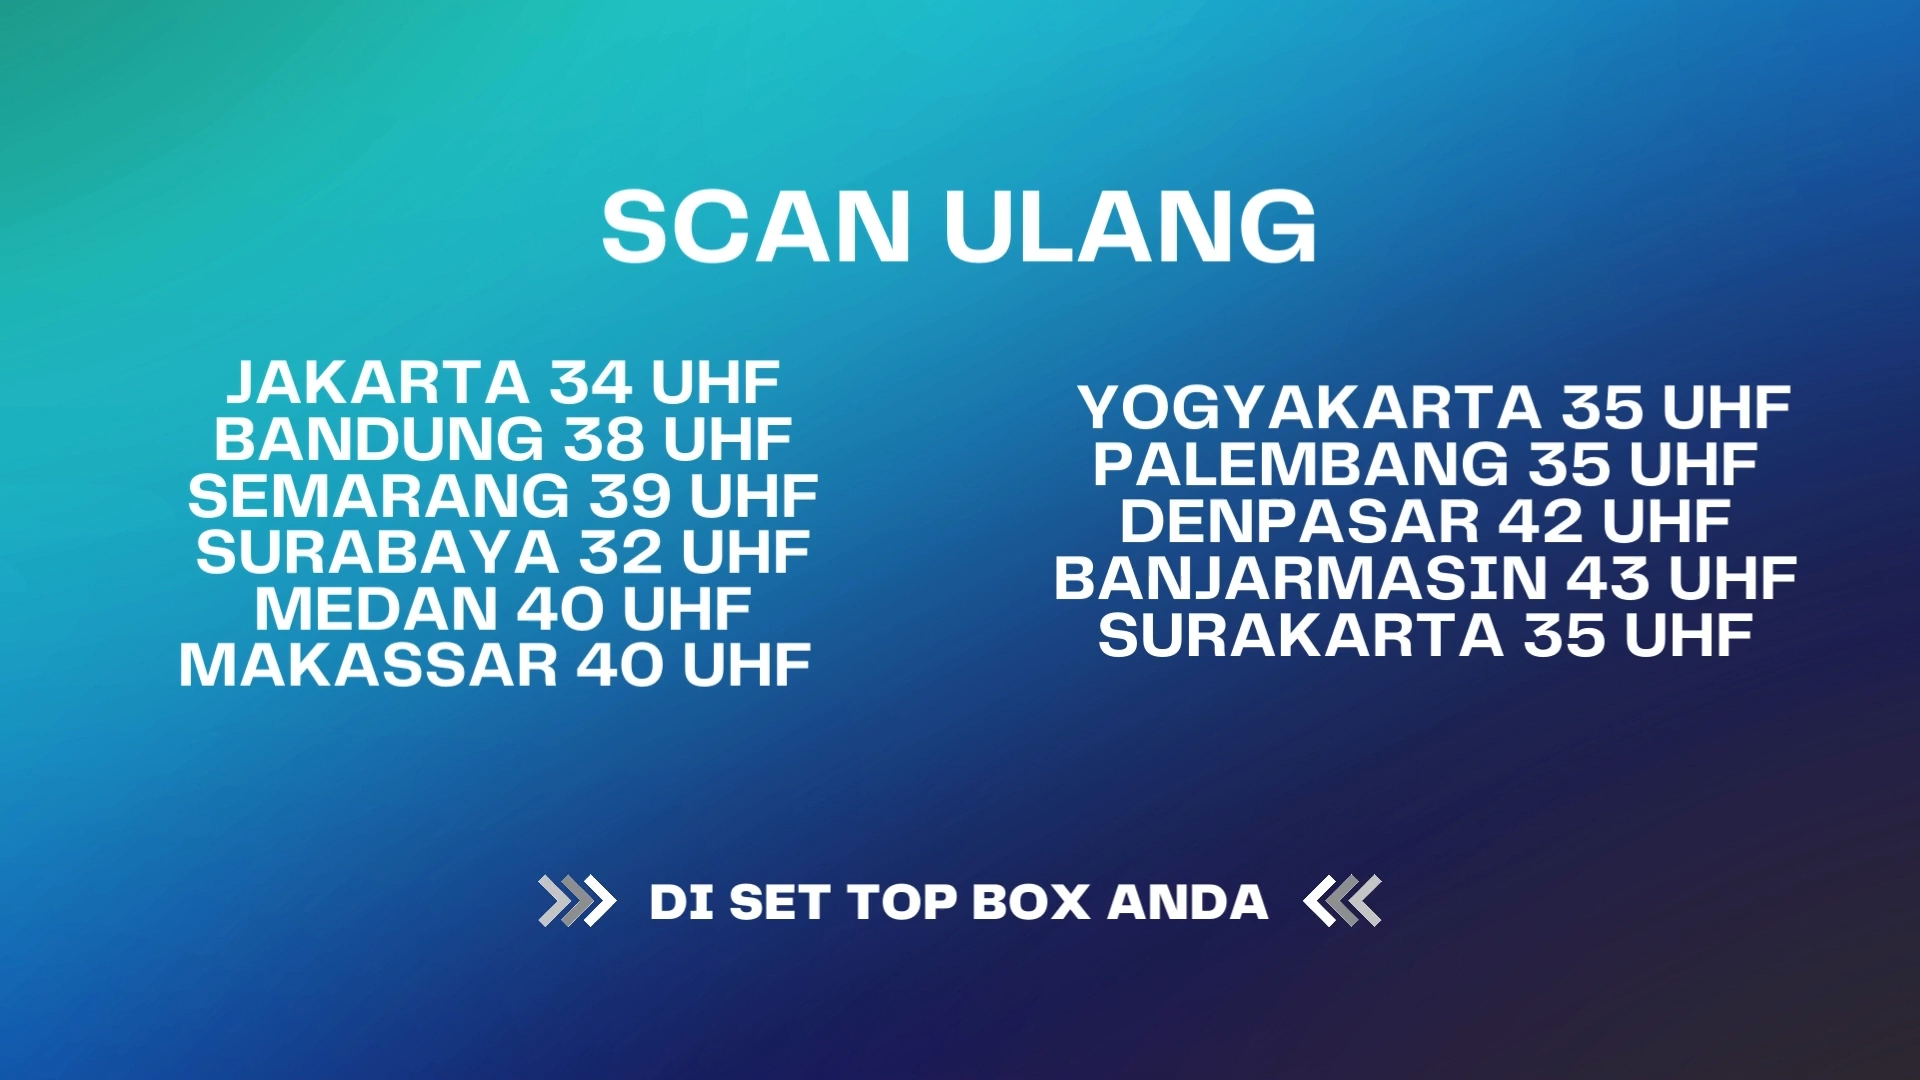 SCAN ULANG
JAKARTA 34 UHF
BANDUNG 38 UHF
SEMARANG 39 UHF
SURABAYA 32 UHF
MEDAN 40 UHF
MAKASSAR 40 UHF
YOGYAKARTA 35 UHF
PALEMBANG 35 UHF
DENPASAR 42 UHF
BANJARMASIN 43 UHF
SURAKARTA 35 UHF
DI SET TOP BOX ANDA